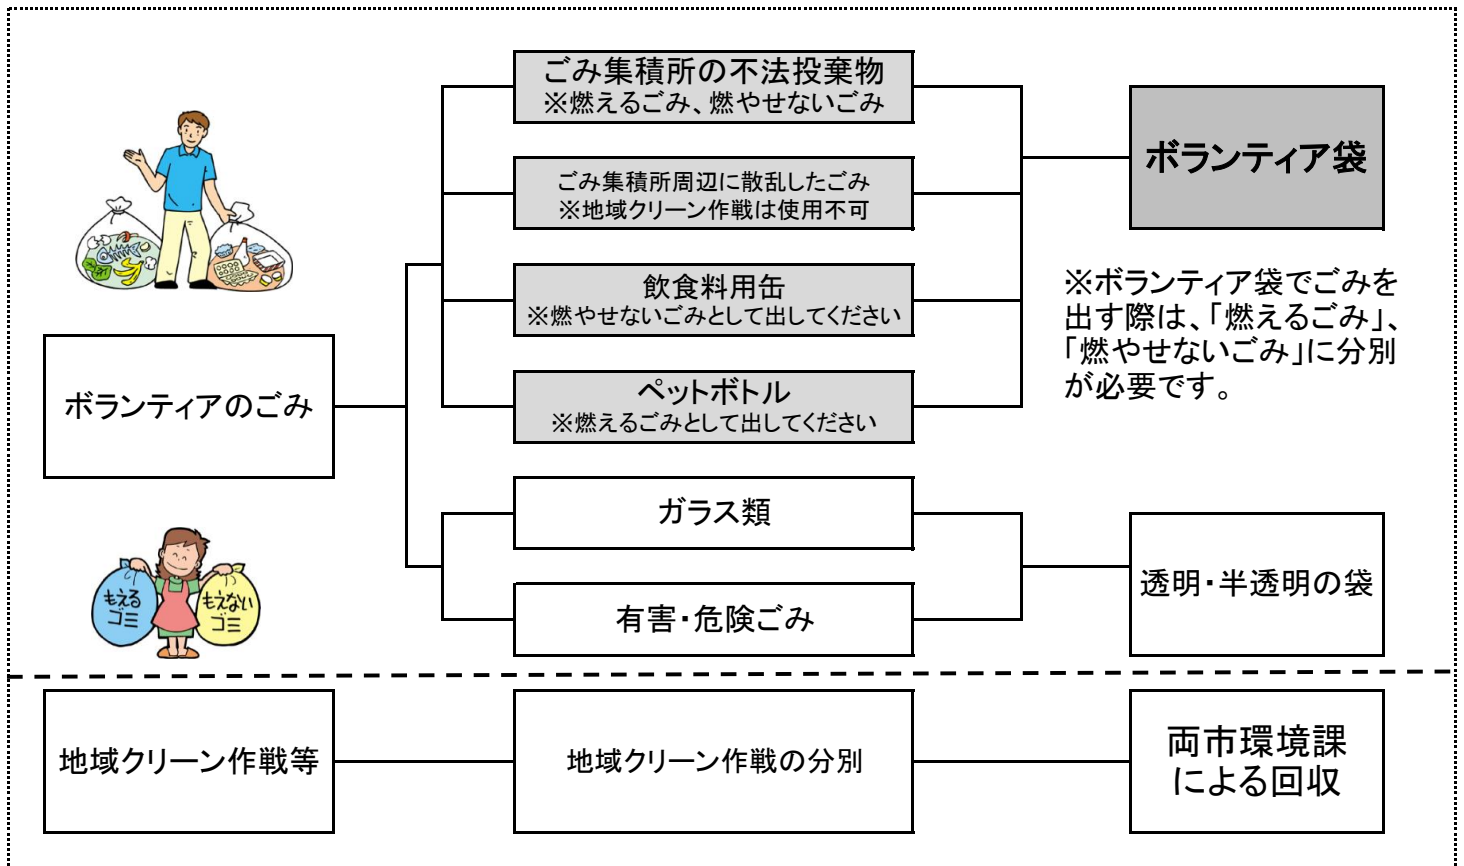 ごみ集積所の不法投棄物
※燃えるごみ、燃やせないごみ
ボランティア袋
ごみ集積所周辺に散乱したごみ
※地域クリーン作戦は使用不可
飲食料用缶
※燃やせないごみとして出してください
※ボランティア袋でごみを
出す際は、「燃えるごみ」、
「燃やせないごみ」に分別
が必要です。
ボランティアのごみ
ペットボトル
※燃えるごみとして出してください
ガラス類
透明・半透明の袋
有害・危険ごみ
もえる
ゴミ
もえない
ゴミ
地域クリーン作戦等
地域クリーン作戦の分別
両市環境課
による回収